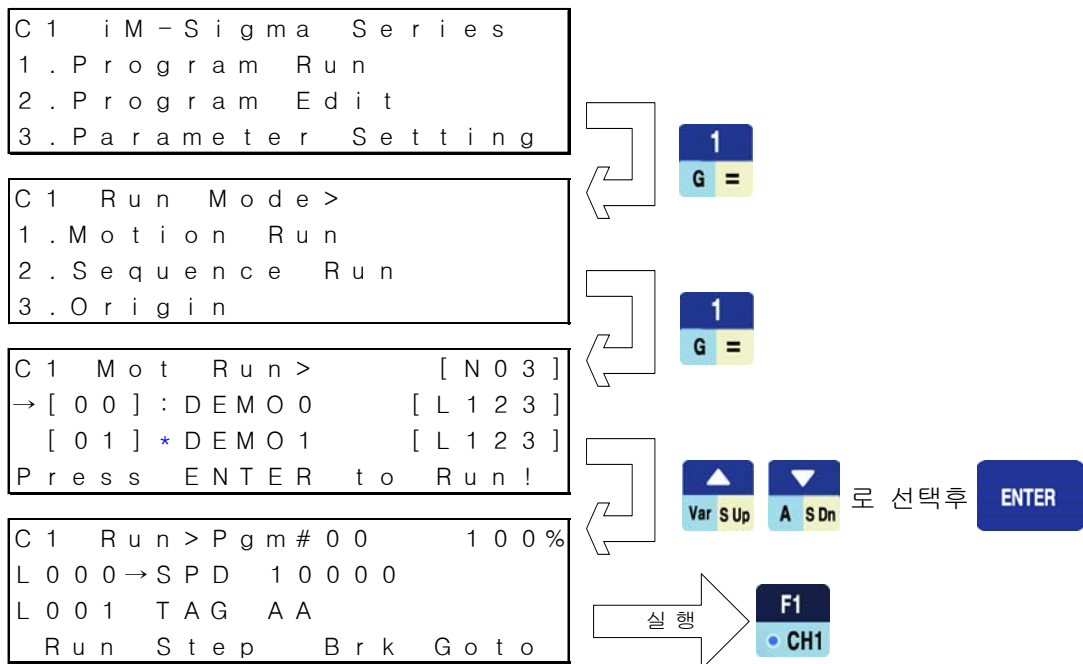 C1 iM-Sigma Series
1.Program Run
2.Program Edit
3.Parameter Setting
1
G =
C1 Run Mode>
1.Motion Run
2.Sequence Run
3.Origin
1
G =
C1 Mot Run> [N03]
→[00]:DEMO0 [L123]
[01]*DEMO1 [L123]
Press ENTER to Run!
▲ ▼ 로 선택후 ENTER
Var S Up A S Dn
C1 Run>Pgm#00 100%
L000→SPD 10000
L001 TAG AA
Run Step Brk Goto
실행
F1
CH1